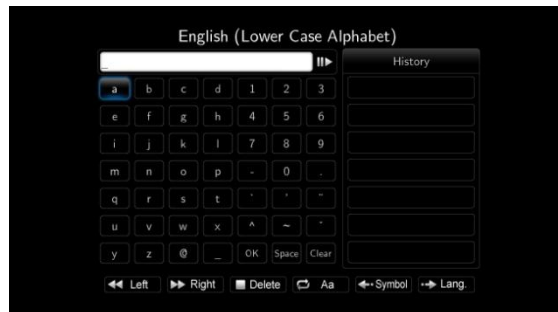 English (Lower Case Alphabet)
_
History
a b c d 1 2 3
e f g h 4 5 6
i j k l 7 8 9
m n o p - 0 .
q r s t
u v w x ^ ~
y z @ _ OK Space Clear
Left Right Delete Aa Symbol Lang.